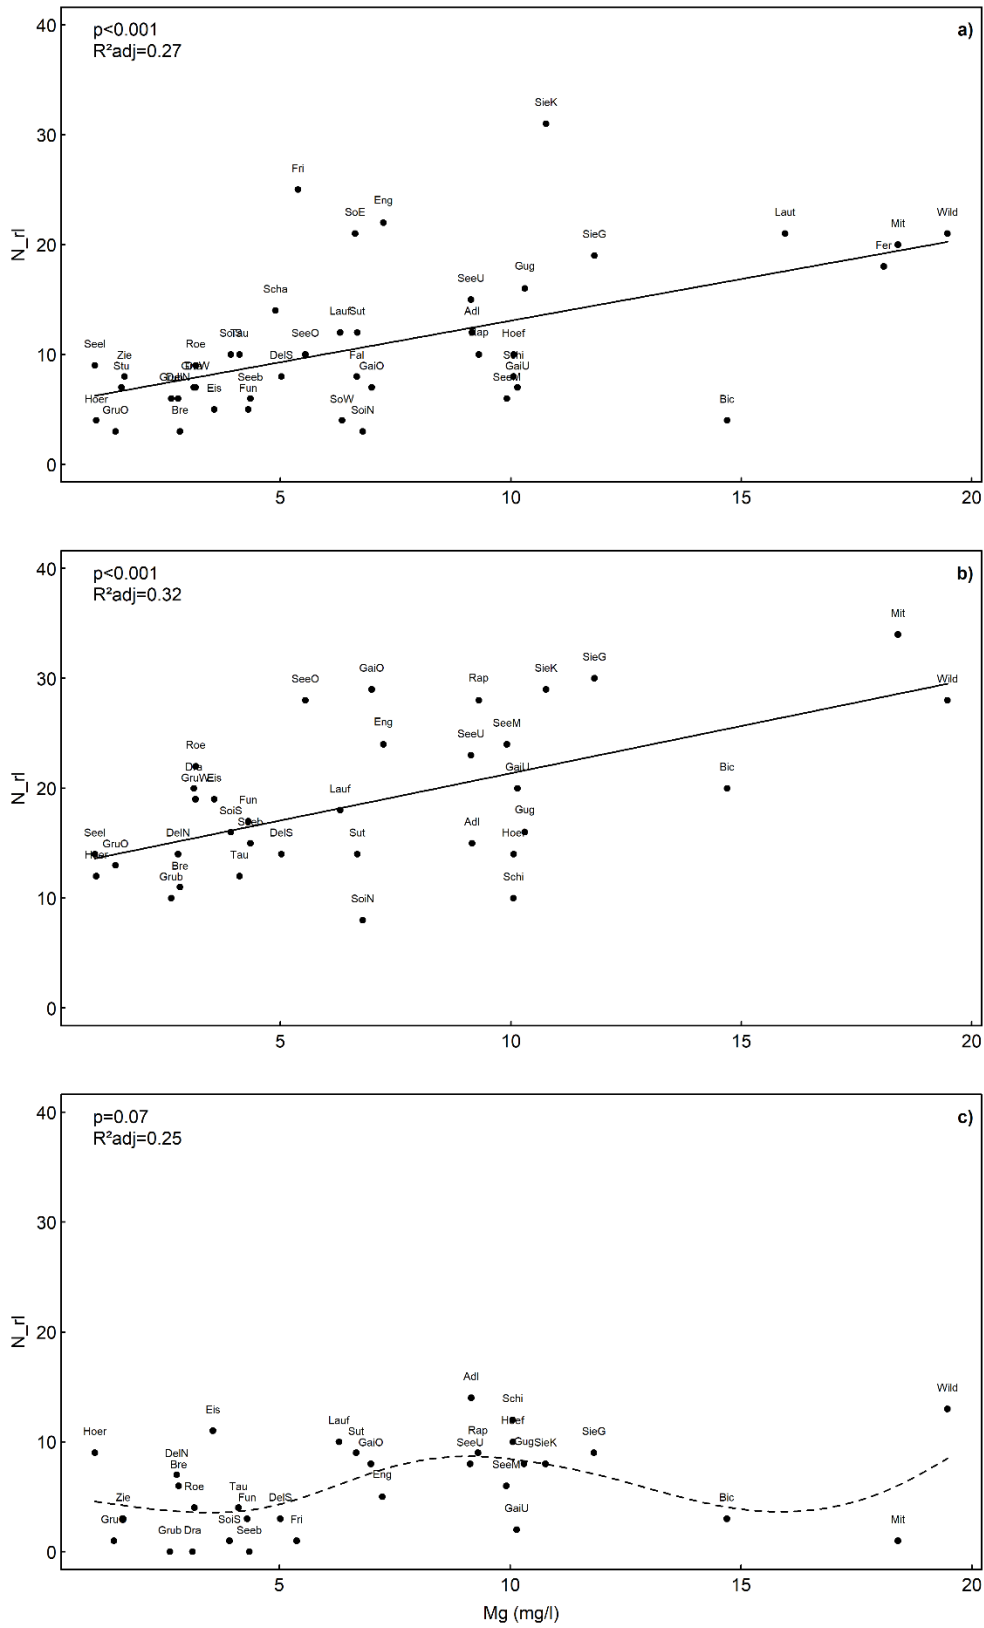 40
p<0.001
a)
R²adj=0.27
SieK
30
Fri
Eng
SoE
Laut
Wild
Mit
SieG
20
Fer
N_rl
Gug
SeeU
Scha
Adl
Lauf
Sut
Rap
Hoef
Tau
SeeO
Roe
Seel
10
Zie
DelS
Fal
Schi
Stu
GaiO
GaiU
Seeb
SeeM
Eis
Fun
Hoer
SoW
Bic
GruO
Bre
SoiN
0
5
10
15
20
40
p<0.001
b)
R²adj=0.32
Mit
30
SieG
SeeO
GaiO
Rap
SieK
Wild
Eng
SeeM
SeeU
Roe
Dra
GaiU
Bic
GruW
Eis
20
N_rl
Lauf
Fun
SoiS
Seeb
Gug
Adl
Seel
GruO
DelN
DelS
Sut
Hoef
Hoer
Bre
Tau
Grub
Schi
10
SoiN
0
5
10
15
20
40
p=0.07
c)
R²adj=0.25
30
20
N_rl
Adl
Wild
Schi
Eis
Hoef
Lauf
Hoer
Sut
Rap
SieG
10
DelN
GaiO
SeeU
Gug
SieK
Bre
SeeM
Eng
Roe
Tau
Zie
Fun
DelS
Bic
GruO
SoiS
Fri
GaiU
Mit
Grub
Dra
Seeb
0
5
10
15
20
Mg (mg/l)